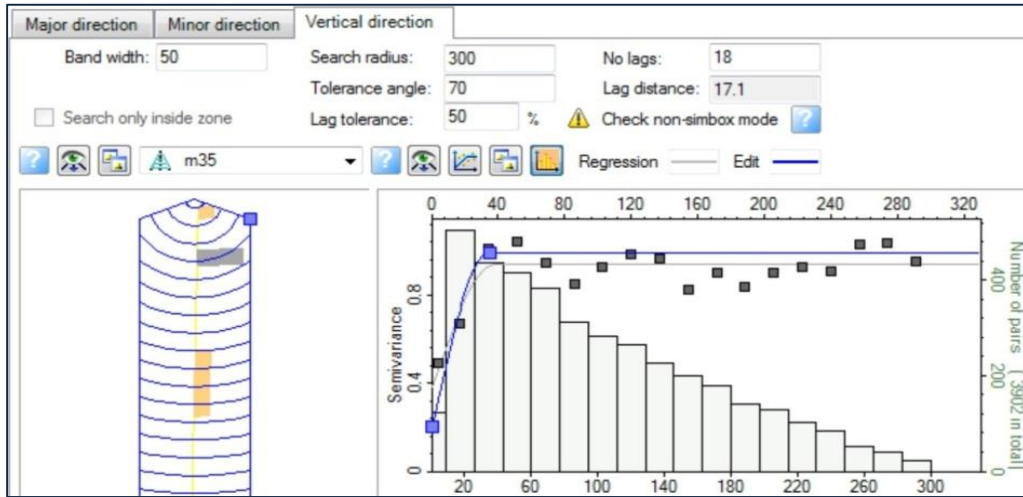 Major direction Minor direction Vertical direction
Band width: 50 Search radius: 300 No lags: 18
Tolerance angle: 70 Lag distance: 17.1
Search only inside zone Lag tolerance: 50 % Check non-simbox mode ?
? m35 ? Regression Edit
0 40 80 120 160 200 240 280 320
Semivariance
0.8
0.4
0
Number of pairs ( 3902 in total)
400
200
0
20 60 100 140 180 220 260 300